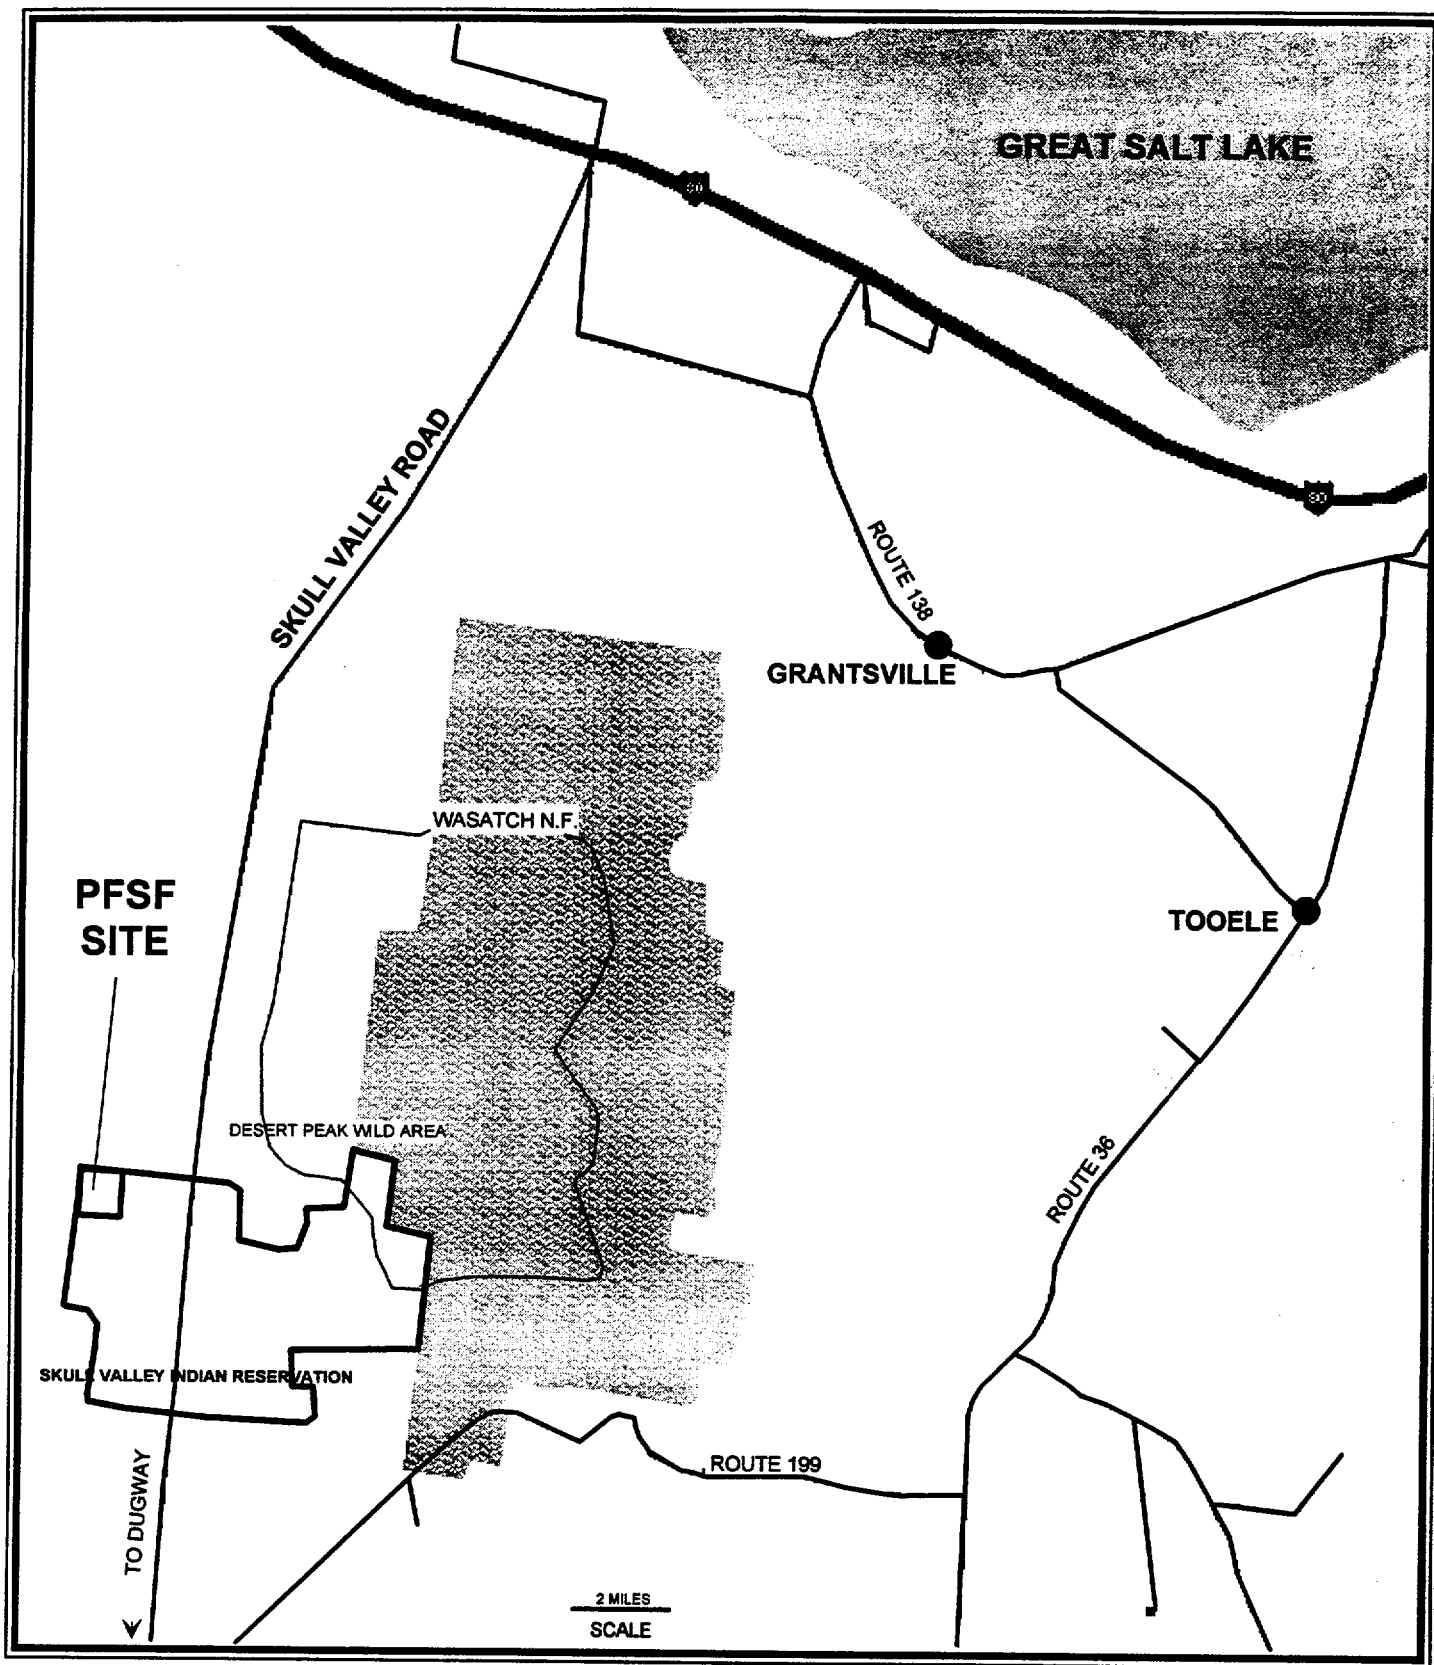 GREAT SALT LAKE
80
SKULL VALLEY ROAD
80
ROUTE 138
GRANTSVILLE
WASATCH N.F.
PFSF
SITE
TOOELE
DESERT PEAK WILD AREA
ROUTE 36
SKULL VALLEY INDIAN RESERVATION
ROUTE 199
TO DUGWAY
2 MILES
SCALE